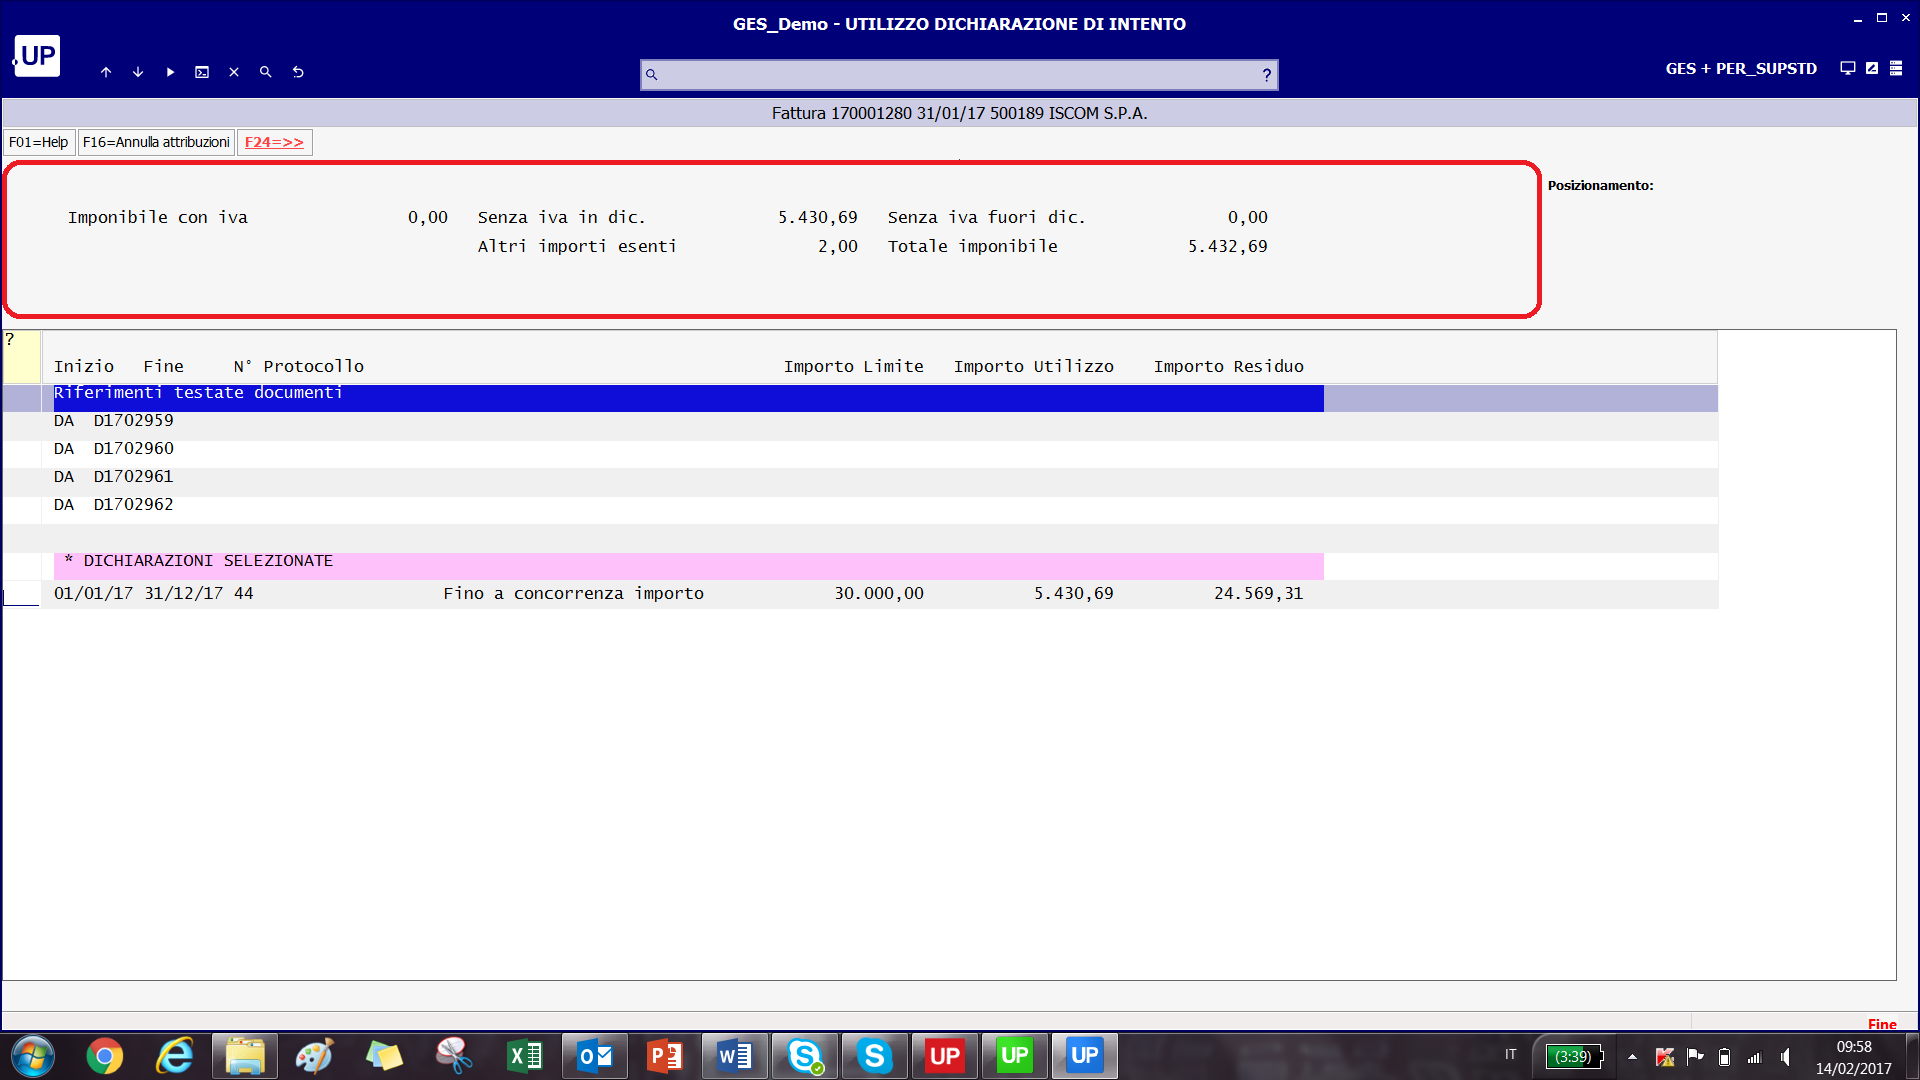 GES_Demo - UTILIZZO DICHIARAZIONE DI INTENTO
UP
?
GES + PER_SUPSTD
Fattura 170001280 31/01/17 500189 ISCOM S.P.A.
F01=Help F16=Annulla attribuzioni F24=>>
Posizionamento:
Imponibile con iva 0,00 Senza iva in dic. 5.430,69 Senza iva fuori dic. 0,00
Altri importi esenti 2,00 Totale imponibile 5.432,69
?
Inizio Fine N° Protocollo Importo Limite Importo Utilizzo Importo Residuo
Riferimenti testate documenti
DA D1702959
DA D1702960
DA D1702961
DA D1702962
* DICHIARAZIONI SELEZIONATE
01/01/17 31/12/17 44 Fino a concorrenza importo 30.000,00 5.430,69 24.569,31
Fine
UP UP UP
IT (3:39) 09:58
14/02/2017